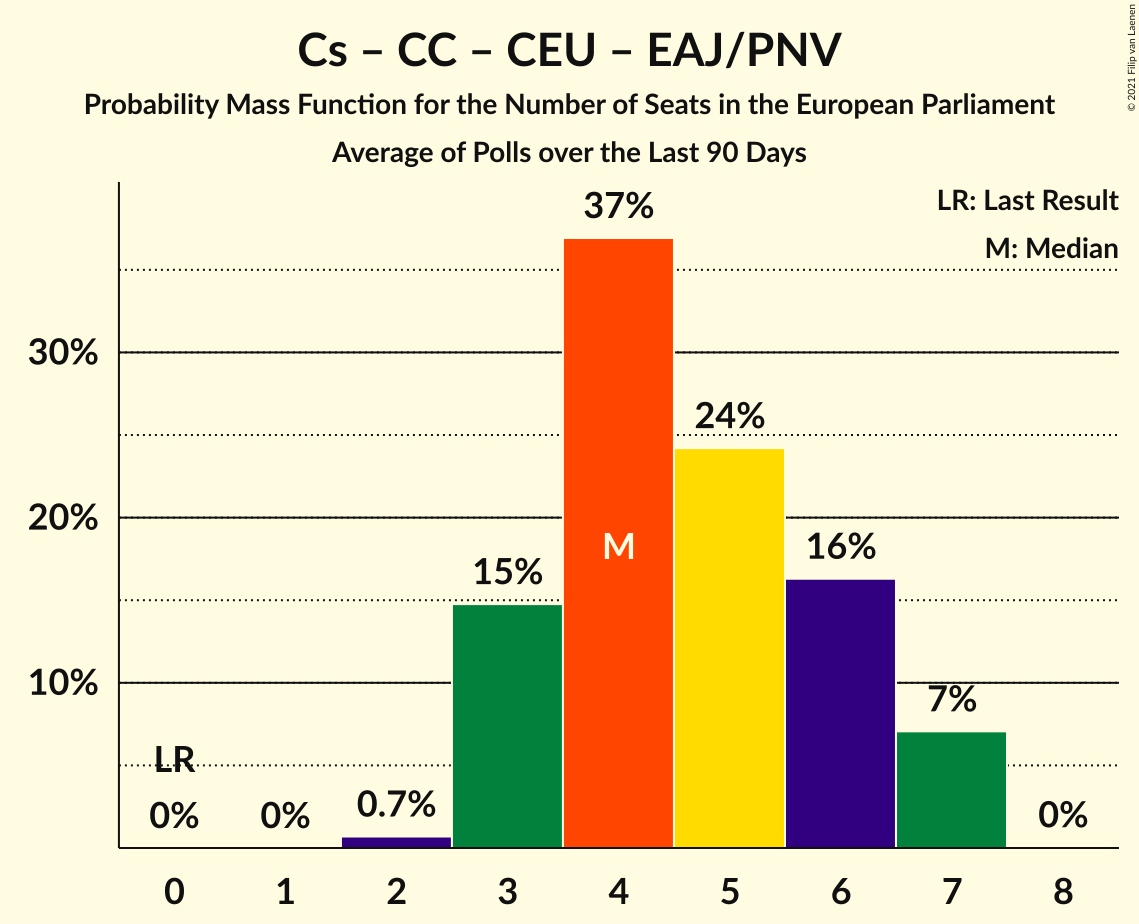 Cs – CC – CEU – EAJ/PNV
Probability Mass Function for the Number of Seats in the European Parliament
Average of Polls over the Last 90 Days
© 2021 Filip van Laenen
LR: Last Result
M: Median
37%
30%
24%
20%
16%
M
15%
10%
7%
LR
0%
0%
0.7%
0%
0 1 2 3 4 5 6 7 8